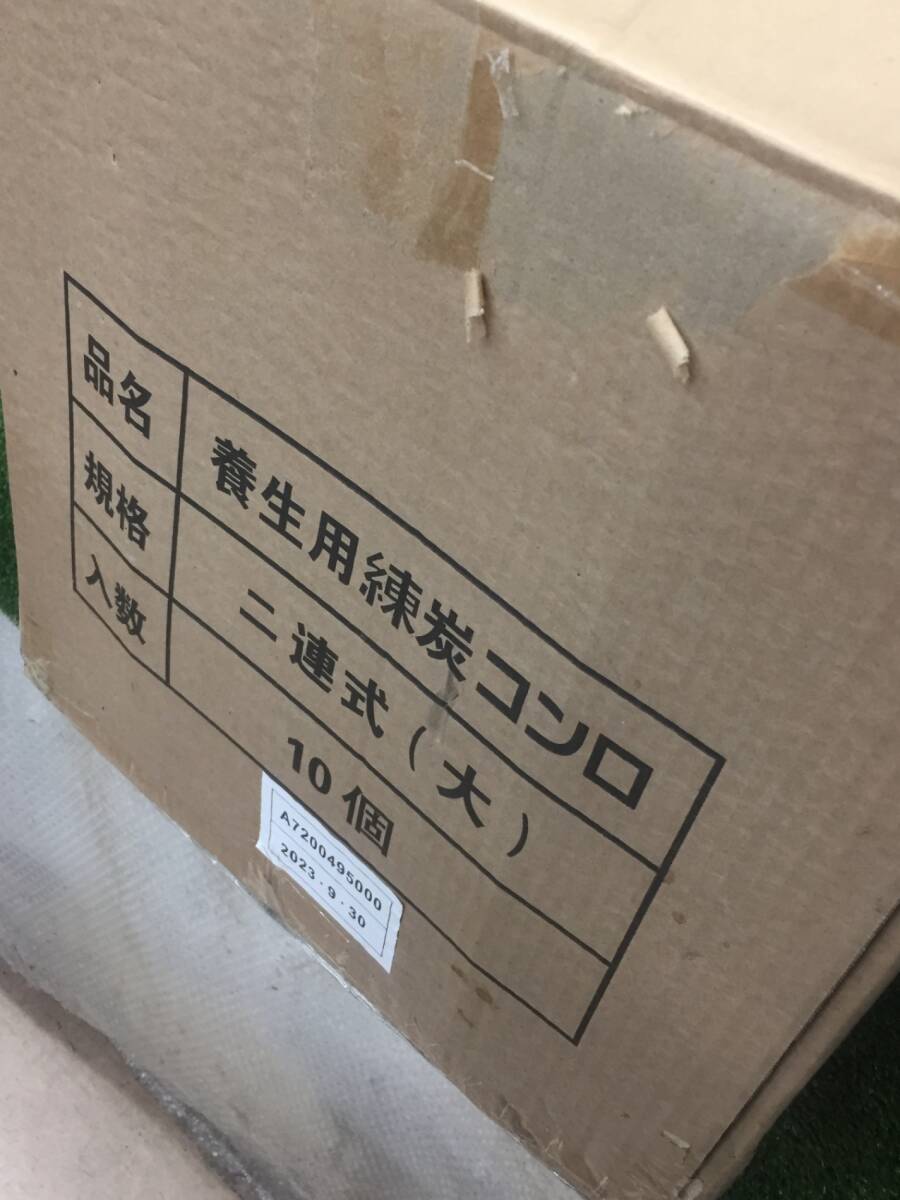 品名 養生用練炭コンロ
規格 二連式(大)
入数 10個
A7200495000
2023・9・30